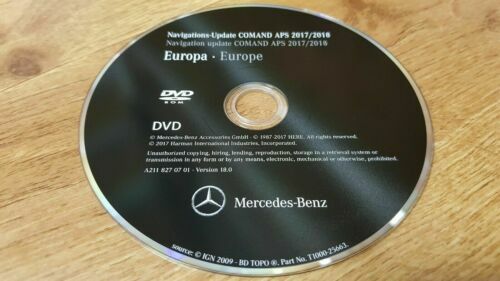 Navigations-Update COMAND APS 2017/2018
Navigation update COMAND APS 2017/2018
Europa · Europe
DVD
ROM
DVD
© Mercedes-Benz Accessories GmbH · © 1987-2017 HERE. All rights reserved.
© 2017 Harman International Industries, Incorporated.
Unauthorized copying, hiring, lending, reproduction, storage in a retrieval system or
transmission in any form or by any means, electronic, mechanical or otherwise, prohibited.
A211 827 07 01 - Version 18.0
Mercedes-Benz
source: © IGN 2009 - BD TOPO ®. Part No. T1000-25663.